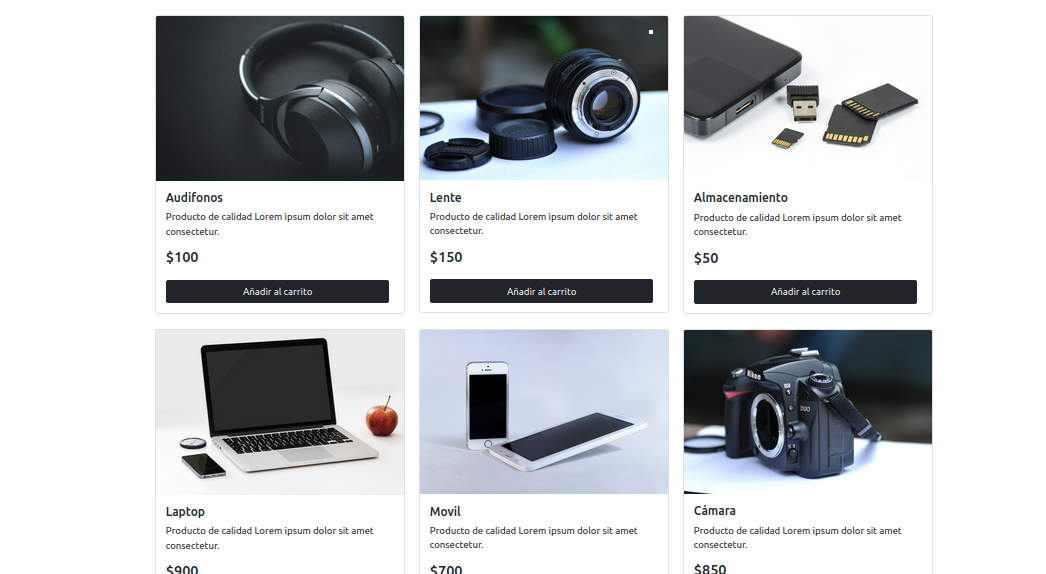 Audifonos
Producto de calidad Lorem ipsum dolor sit amet
consectetur.
$100
Añadir al carrito
Lente
Producto de calidad Lorem ipsum dolor sit amet
consectetur.
$150
Añadir al carrito
Almacenamiento
Producto de calidad Lorem ipsum dolor sit amet
consectetur.
$50
Añadir al carrito
Laptop
Producto de calidad Lorem ipsum dolor sit amet
consectetur.
$900
Movil
Producto de calidad Lorem ipsum dolor sit amet
consectetur.
$700
Nikon
D90
Cámara
Producto de calidad Lorem ipsum dolor sit amet
consectetur.
$850